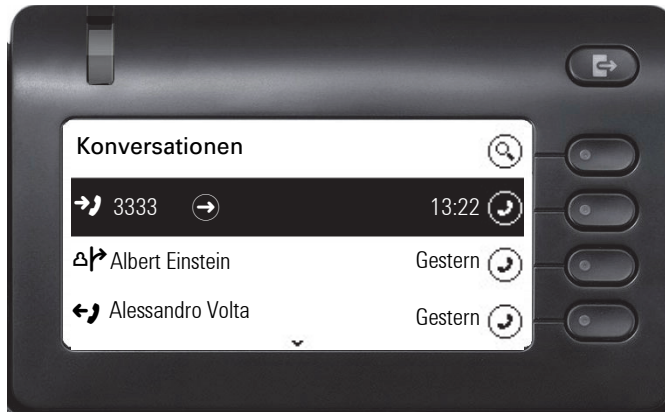 Konversationen
3333 13:22
Albert Einstein Gestern
Alessandro Volta Gestern